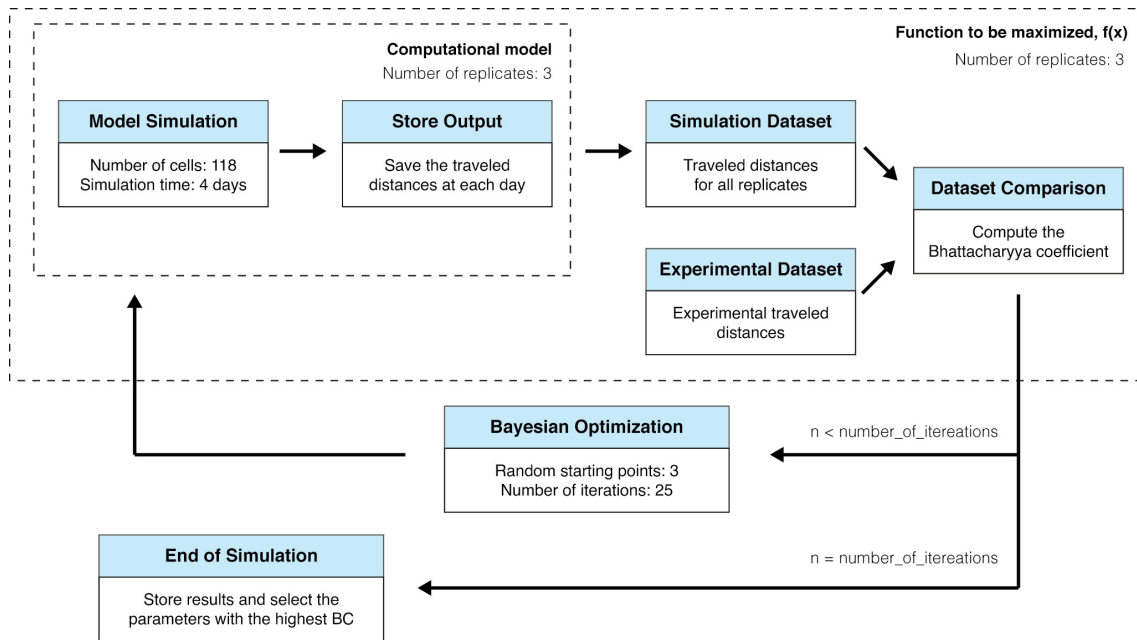 Function to be maximized, f(x)
Number of replicates: 3
Computational model
Number of replicates: 3
Model Simulation
Number of cells: 118
Simulation time: 4 days
Store Output
Save the traveled
distances at each day
Simulation Dataset
Traveled distances
for all replicates
Experimental Dataset
Experimental traveled
distances
Dataset Comparison
Compute the
Bhattacharyya coefficient
n < number_of_itereations
Bayesian Optimization
Random starting points: 3
Number of iterations: 25
n = number_of_itereations
End of Simulation
Store results and select the
parameters with the highest BC